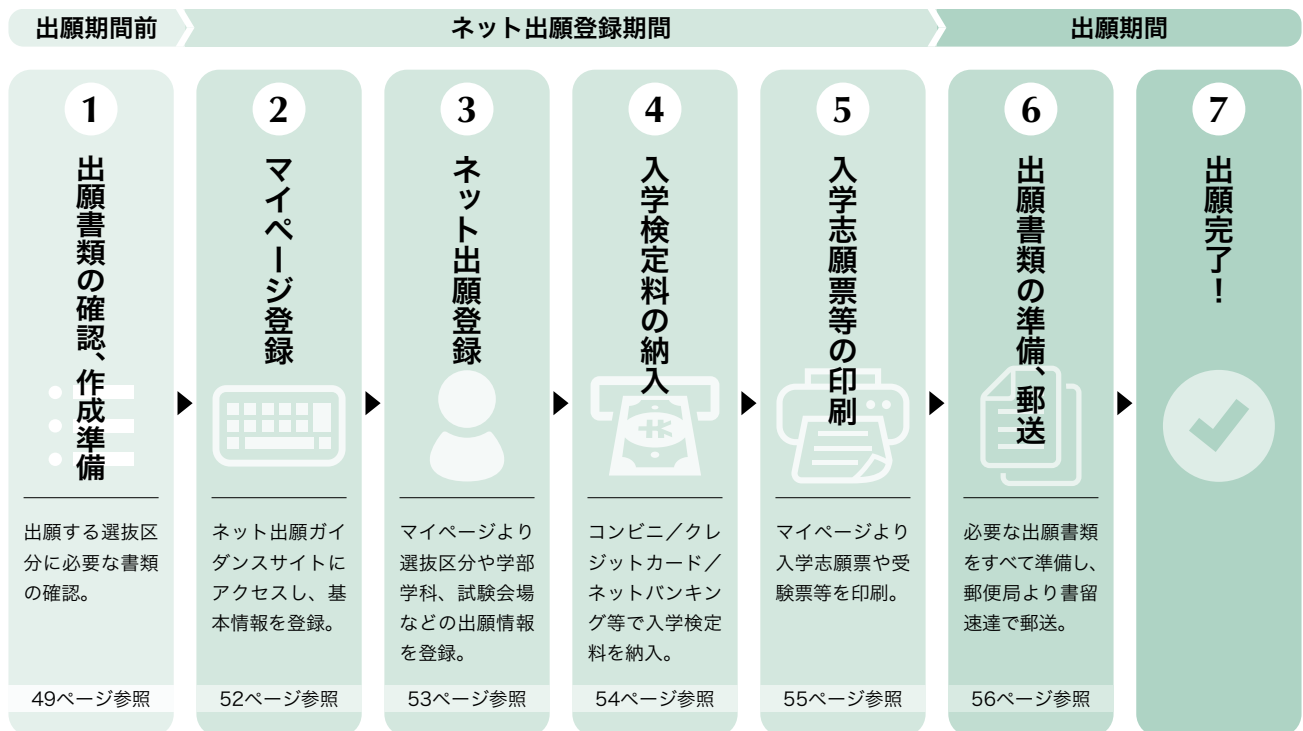 出願期間前
ネット出願登録期間
出願期間
1
出願書類の確認、作成準備
出願する選抜区
分に必要な書類
の確認。
49ページ参照
2
マイページ登録
ネット出願ガイ
ダンスサイトに
アクセスし、基
本情報を登録。
52ページ参照
3
ネット出願登録
マイページより
選抜区分や学部
学科、試験会場
などの出願情報
を登録。
53ページ参照
4
入学検定料の納入
コンビニ／クレ
ジットカード／
ネットバンキン
グ等で入学検定
料を納入。
54ページ参照
5
入学志願票等の印刷
マイページより
入学志願票や受
験票等を印刷。
55ページ参照
6
出願書類の準備、郵送
必要な出願書類
をすべて準備し、
郵便局より書留
速達で郵送。
56ページ参照
7
出願完了！